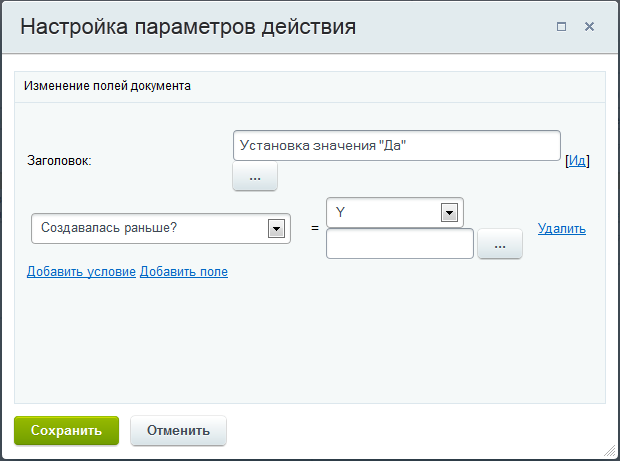 Настройка параметров действия
Изменение полей документа
Заголовок: Установка значения "Да" [Ид]
...
Создавалась раньше? = Y Удалить
...
Добавить условие Добавить поле
Сохранить Отменить